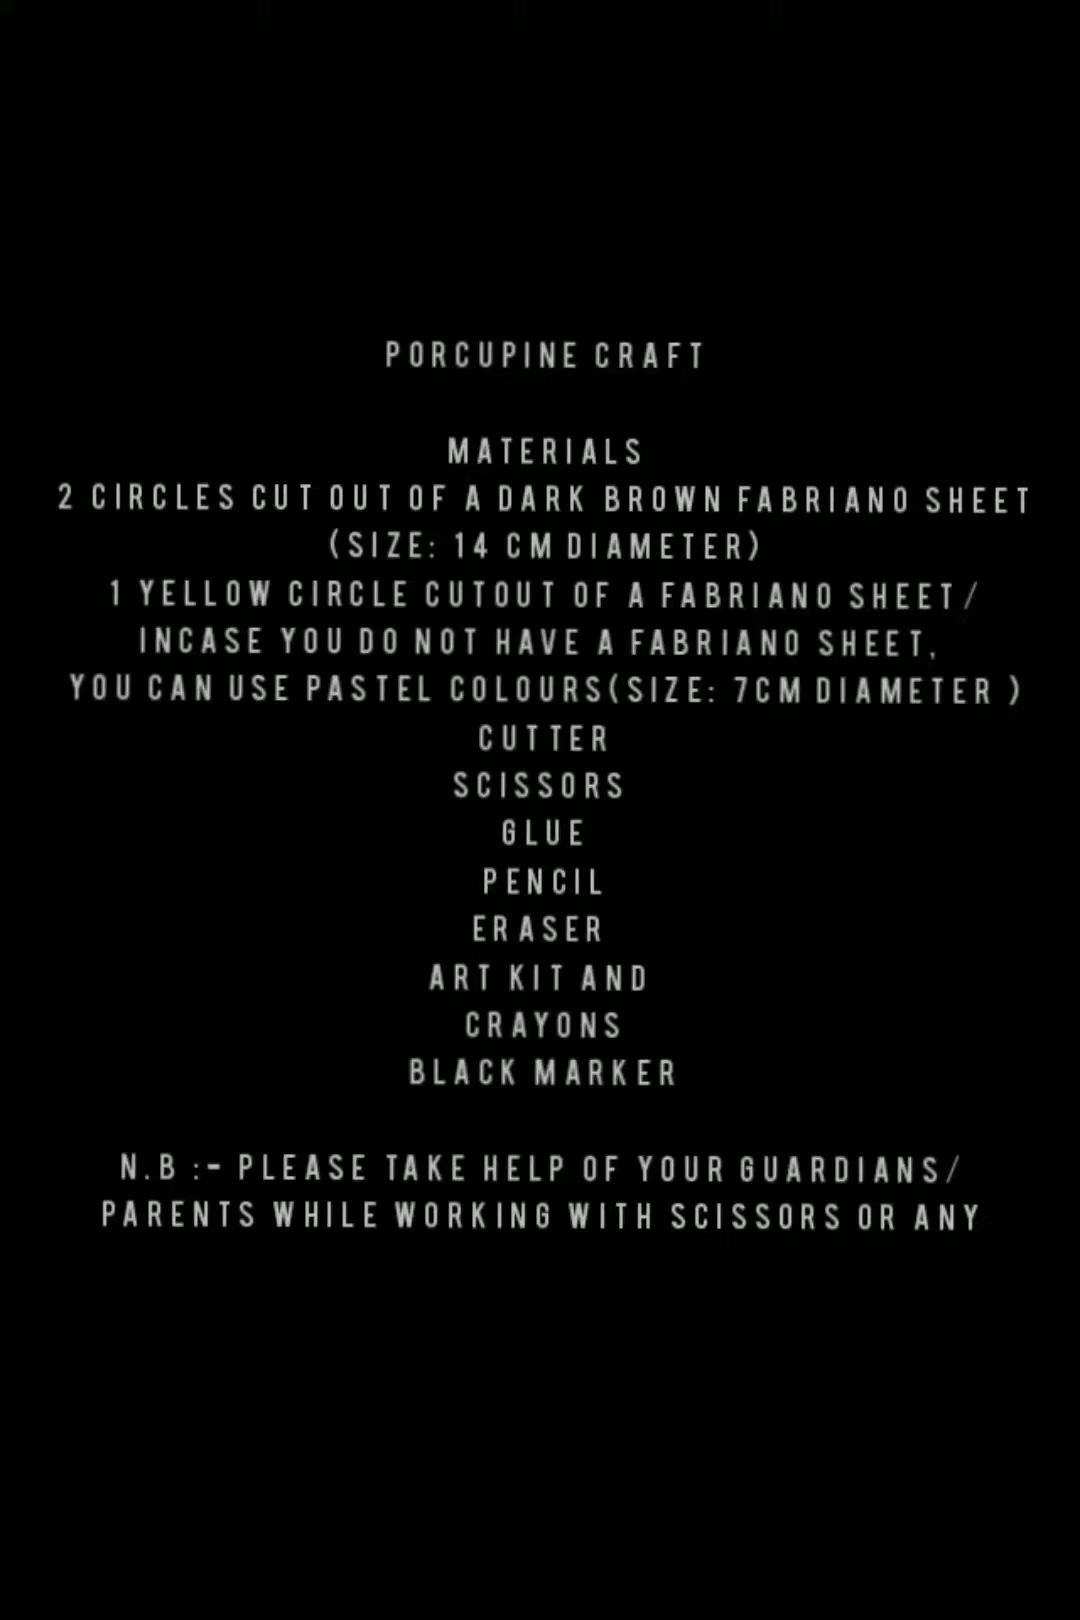 PORCUPINE CRAFT
MATERIALS
2 CIRCLES CUT OUT OF A DARK BROWN FABRIANO SHEET
(SIZE: 14 CM DIAMETER)
1 YELLOW CIRCLE CUTOUT OF A FABRIANO SHEET/
INCASE YOU DO NOT HAVE A FABRIANO SHEET,
YOU CAN USE PASTEL COLOURS(SIZE: 7CM DIAMETER )
CUTTER
SCISSORS
GLUE
PENCIL
ERASER
ART KIT AND
CRAYONS
BLACK MARKER
N.B :- PLEASE TAKE HELP OF YOUR GUARDIANS/
PARENTS WHILE WORKING WITH SCISSORS OR ANY